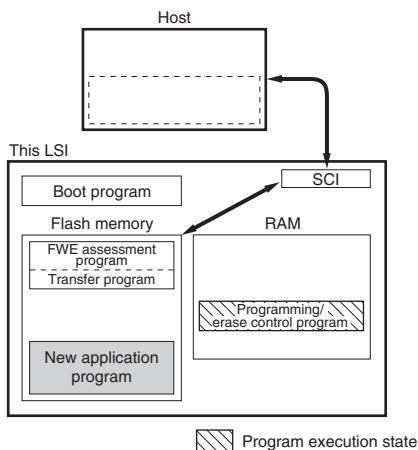 Host
This LSI
SCI
Boot program
Flash memory
RAM
FWE assessment
program
Transfer program
Programming/
erase control program
New application
program
Program execution state